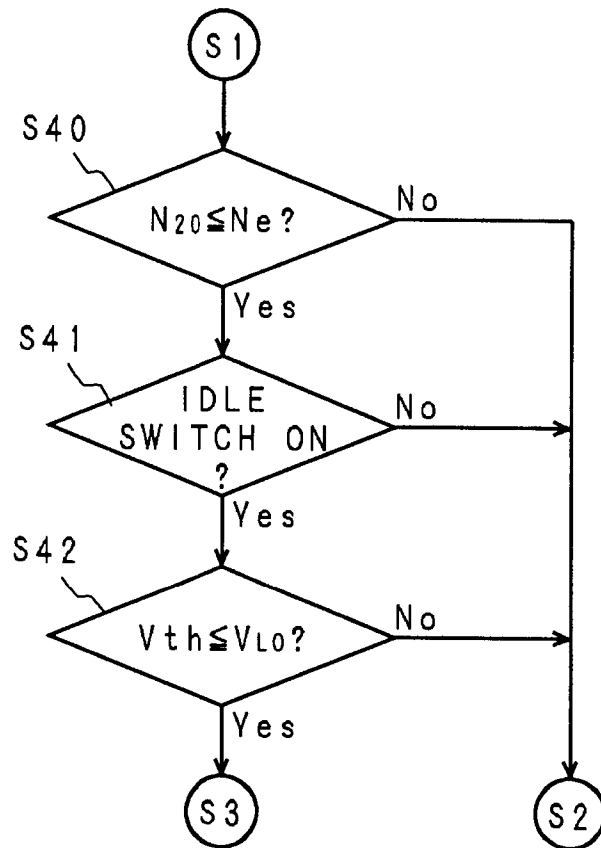 S1
S40
N20≦Ne?
No
Yes
S41
IDLE
SWITCH ON
?
No
Yes
S42
Vth≦VLO?
No
Yes
S3
S2